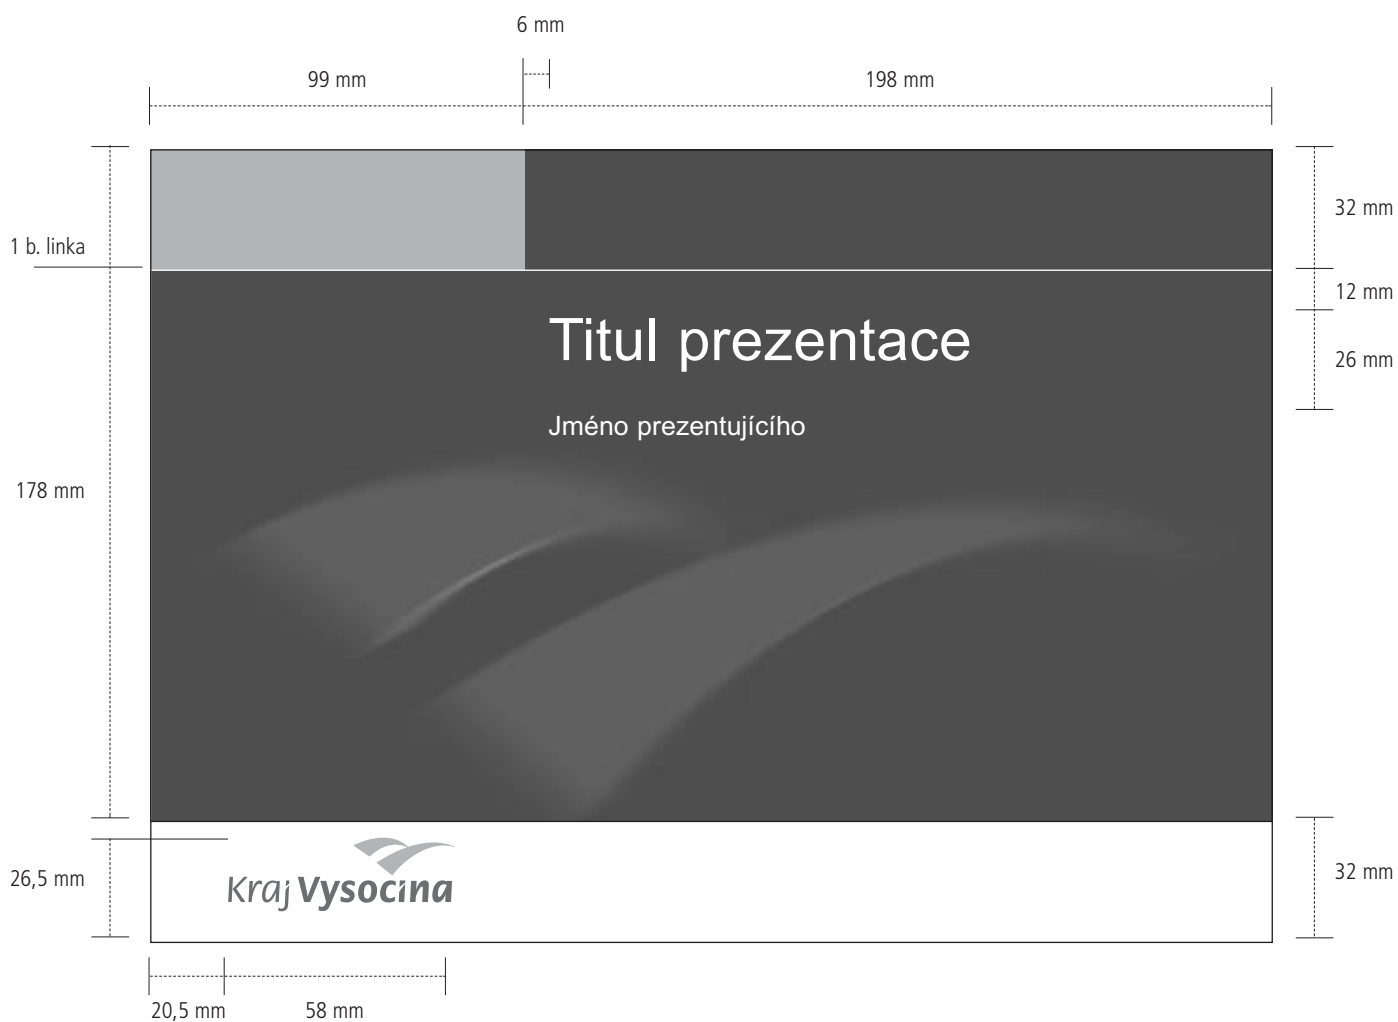 6 mm
99 mm
198 mm
32 mm
1 b. linka
12 mm
Titul prezentace
26 mm
Jméno prezentujícího
178 mm
26,5 mm
Kraj Vysocina
32 mm
20,5 mm
58 mm